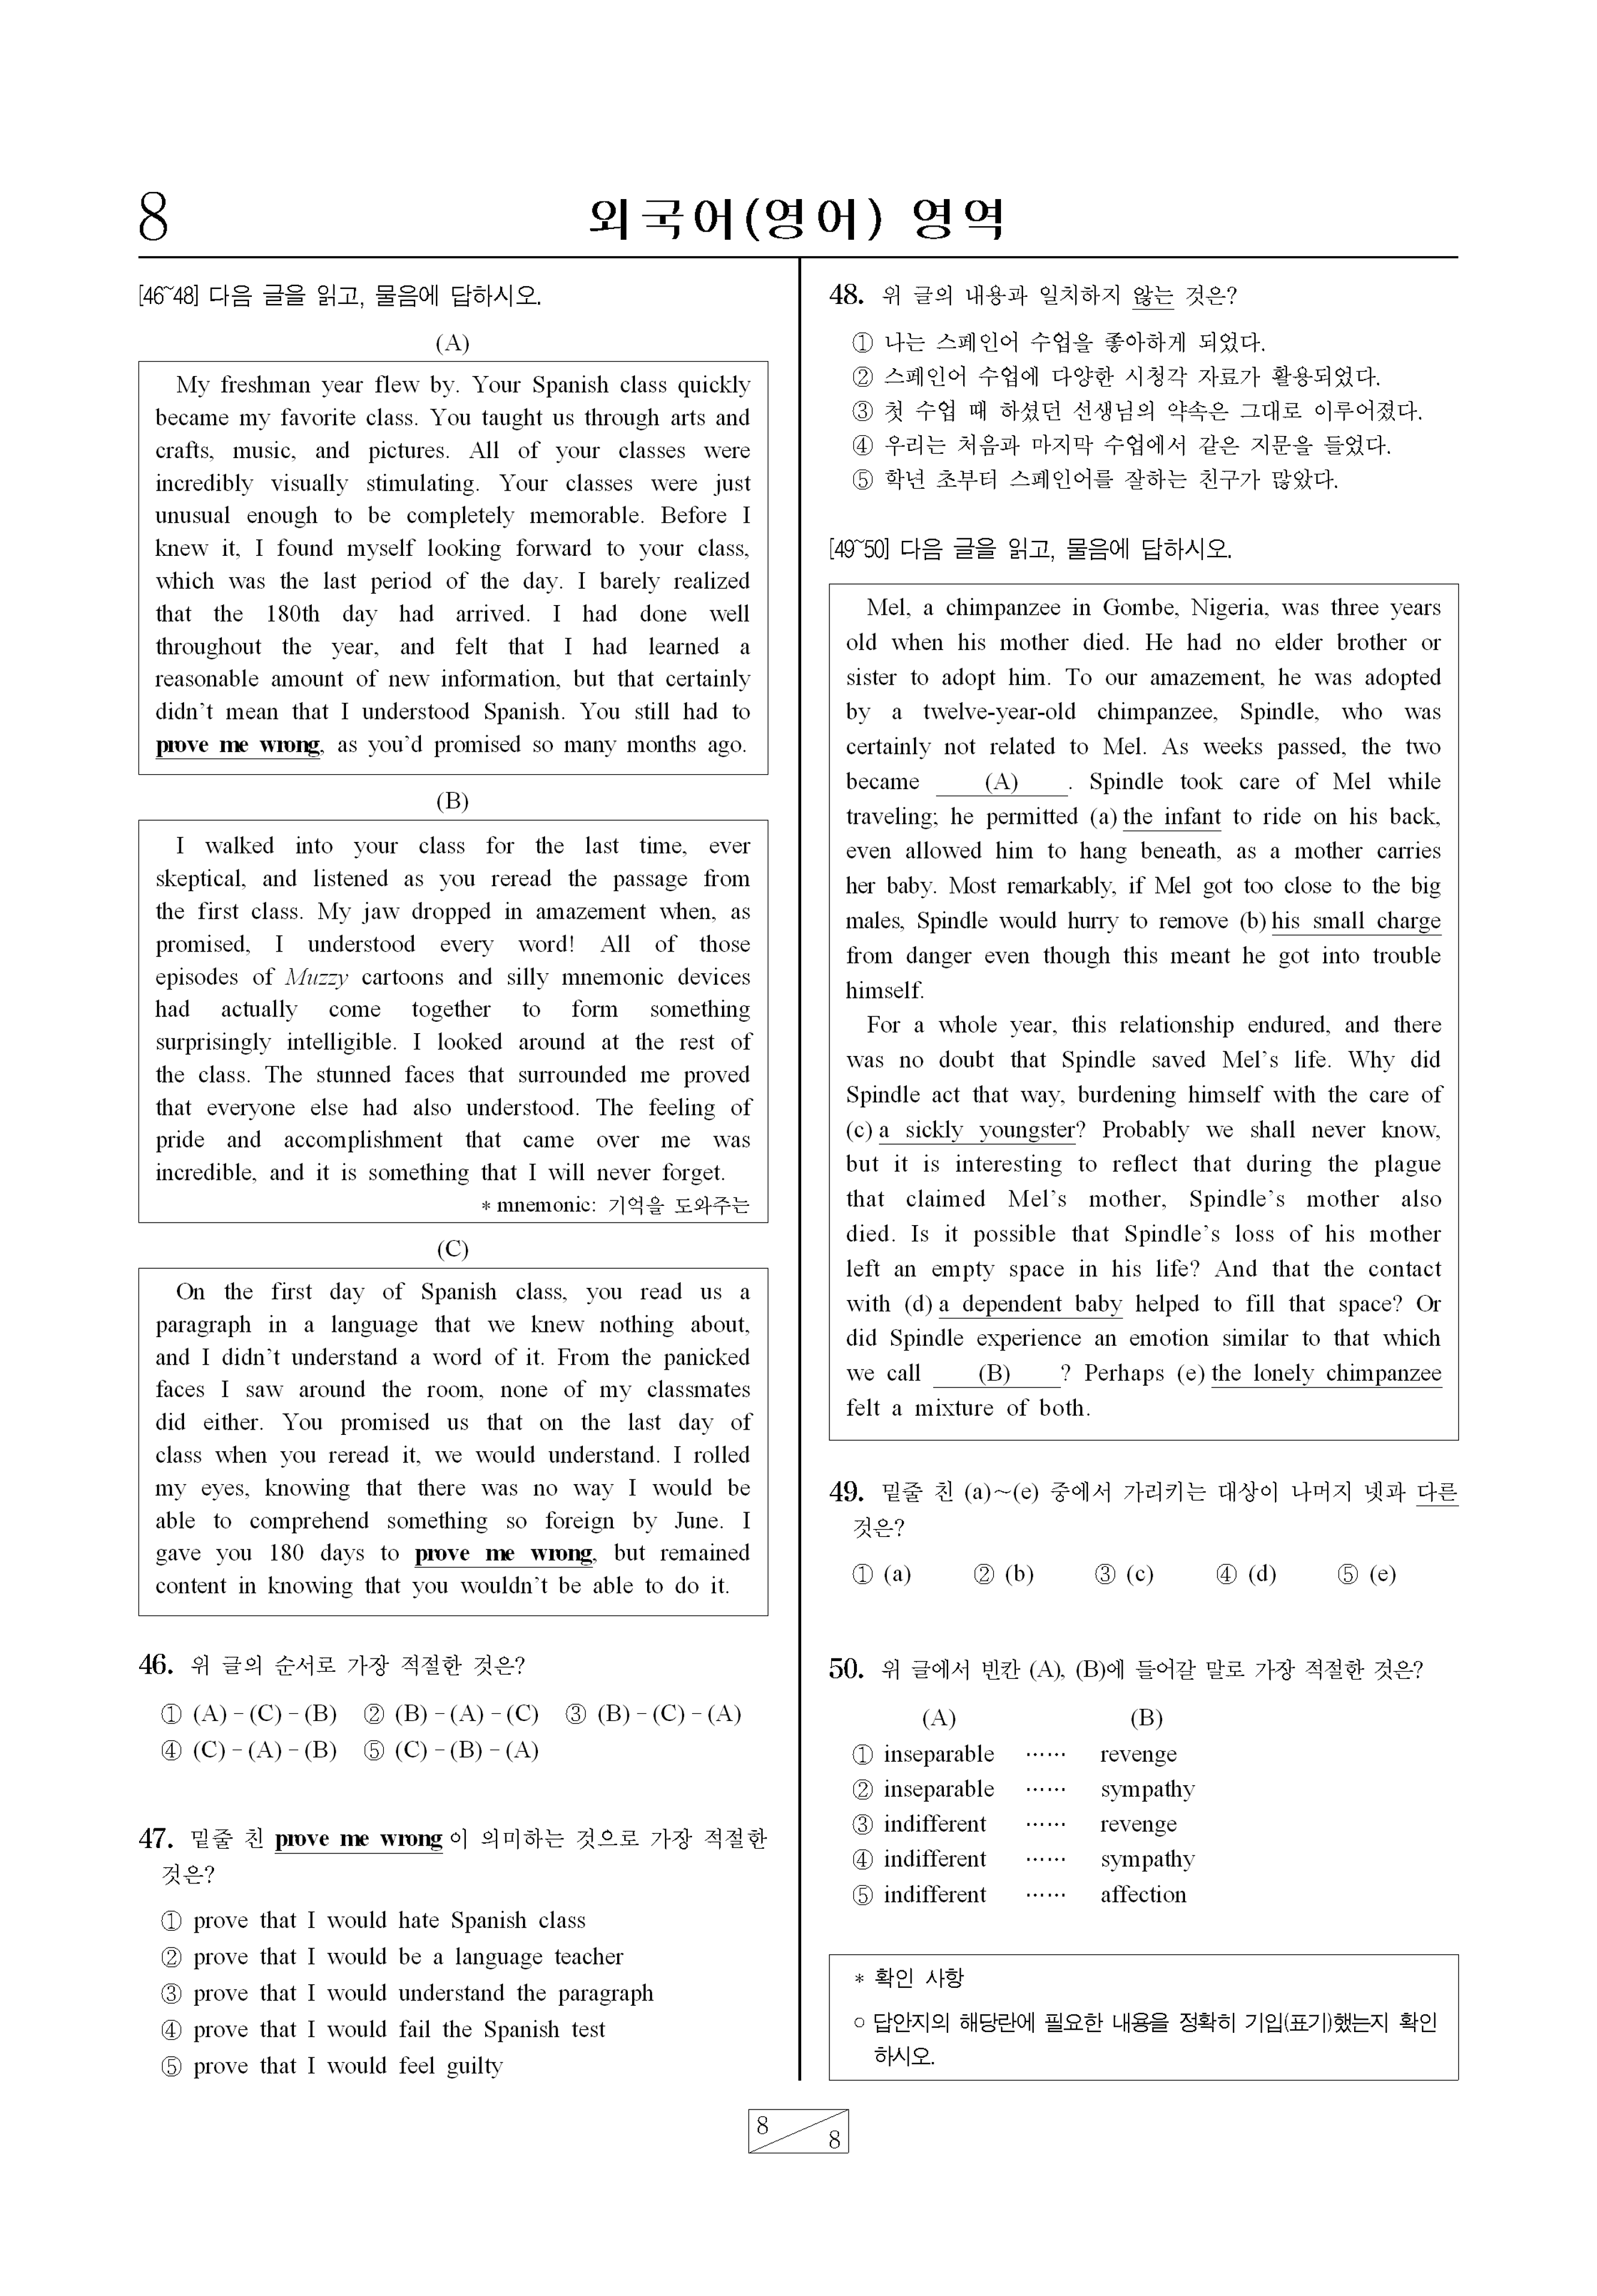 8
외국어(영어) 영역
[46~48] 다음 글을 읽고, 물음에 답하시오.
(A)
My freshman year flew by. Your Spanish class quickly
became my favorite class. You taught us through arts and
crafts, music, and pictures. All of your classes were
incredibly visually stimulating. Your classes were just
unusual enough to be completely memorable. Before I
knew it, I found myself looking forward to your class,
which was the last period of the day. I barely realized
that the 180th day had arrived. I had done well
throughout the year, and felt that I had learned a
reasonable amount of new information, but that certainly
didn't mean that I understood Spanish. You still had to
prove me wrong, as you'd promised so many months ago.
(B)
I walked into your class for the last time, ever
skeptical, and listened as you reread the passage from
the first class. My jaw dropped in amazement when, as
promised, I understood every word! All of those
episodes of Muzzy cartoons and silly mnemonic devices
had actually come together to form something
surprisingly intelligible. I looked around at the rest of
the class. The stunned faces that surrounded me proved
that everyone else had also understood. The feeling of
pride and accomplishment that came over me was
incredible, and it is something that I will never forget.
* mnemonic: 기억을 도와주는
(C)
On the first day of Spanish class, you read us a
paragraph in a language that we knew nothing about,
and I didn't understand a word of it. From the panicked
faces I saw around the room, none of my classmates
did either. You promised us that on the last day of
class when you reread it, we would understand. I rolled
my eyes, knowing that there was no way I would be
able to comprehend something so foreign by June. I
gave you 180 days to prove me wrong, but remained
content in knowing that you wouldn't be able to do it.
46. 위 글의 순서로 가장 적절한 것은?
① (A) - (C) - (B) ② (B) - (A) - (C) ③ (B) - (C) - (A)
④ (C) - (A) - (B) ⑤ (C) - (B) - (A)
47. 밑줄 친 prove me wrong이 의미하는 것으로 가장 적절한
것은?
① prove that I would hate Spanish class
② prove that I would be a language teacher
③ prove that I would understand the paragraph
④ prove that I would fail the Spanish test
⑤ prove that I would feel guilty
48. 위 글의 내용과 일치하지 않는 것은?
① 나는 스페인어 수업을 좋아하게 되었다.
② 스페인어 수업에 다양한 시청각 자료가 활용되었다.
③ 첫 수업 때 하셨던 선생님의 약속은 그대로 이루어졌다.
④ 우리는 처음과 마지막 수업에서 같은 지문을 들었다.
⑤ 학년 초부터 스페인어를 잘하는 친구가 많았다.
[49~50] 다음 글을 읽고, 물음에 답하시오.
Mel, a chimpanzee in Gombe, Nigeria, was three years
old when his mother died. He had no elder brother or
sister to adopt him. To our amazement, he was adopted
by a twelve-year-old chimpanzee, Spindle, who was
certainly not related to Mel. As weeks passed, the two
became (A) . Spindle took care of Mel while
traveling; he permitted (a) the infant to ride on his back,
even allowed him to hang beneath, as a mother carries
her baby. Most remarkably, if Mel got too close to the big
males, Spindle would hurry to remove (b) his small charge
from danger even though this meant he got into trouble
himself.
For a whole year, this relationship endured, and there
was no doubt that Spindle saved Mel's life. Why did
Spindle act that way, burdening himself with the care of
(c) a sickly youngster? Probably we shall never know,
but it is interesting to reflect that during the plague
that claimed Mel's mother, Spindle's mother also
died. Is it possible that Spindle's loss of his mother
left an empty space in his life? And that the contact
with (d) a dependent baby helped to fill that space? Or
did Spindle experience an emotion similar to that which
we call (B) ? Perhaps (e) the lonely chimpanzee
felt a mixture of both.
49. 밑줄 친 (a)~(e) 중에서 가리키는 대상이 나머지 넷과 다른
것은?
① (a) ② (b) ③ (c) ④ (d) ⑤ (e)
50. 위 글에서 빈칸 (A), (B)에 들어갈 말로 가장 적절한 것은?
(A) (B)
① inseparable …… revenge
② inseparable …… sympathy
③ indifferent …… revenge
④ indifferent …… sympathy
⑤ indifferent …… affection
* 확인 사항
○ 답안지의 해당란에 필요한 내용을 정확히 기입(표기)했는지 확인
하시오.
8
8